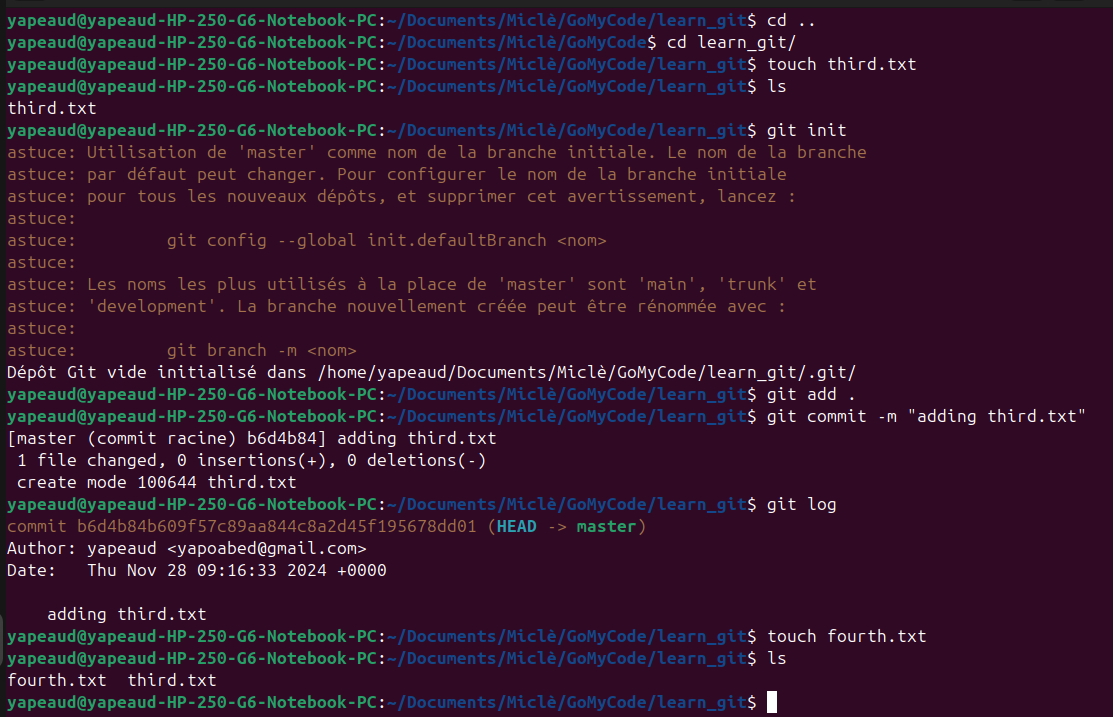 yapeaud@yapeaud-HP-250-G6-Notebook-PC:~/Documents/Miclè/GoMyCode/learn_git$ cd ..
yapeaud@yapeaud-HP-250-G6-Notebook-PC:~/Documents/Miclè/GoMyCode$ cd learn_git/
yapeaud@yapeaud-HP-250-G6-Notebook-PC:~/Documents/Miclè/GoMyCode/learn_git$ touch third.txt
yapeaud@yapeaud-HP-250-G6-Notebook-PC:~/Documents/Miclè/GoMyCode/learn_git$ ls
third.txt
yapeaud@yapeaud-HP-250-G6-Notebook-PC:~/Documents/Miclè/GoMyCode/learn_git$ git init
astuce: Utilisation de 'master' comme nom de la branche initiale. Le nom de la branche
astuce: par défaut peut changer. Pour configurer le nom de la branche initiale
astuce: pour tous les nouveaux dépôts, et supprimer cet avertissement, lancez :
astuce:
astuce:         git config --global init.defaultBranch <nom>
astuce:
astuce: Les noms les plus utilisés à la place de 'master' sont 'main', 'trunk' et
astuce: 'development'. La branche nouvellement créée peut être rénommée avec :
astuce:
astuce:         git branch -m <nom>
Dépôt Git vide initialisé dans /home/yapeaud/Documents/Miclè/GoMyCode/learn_git/.git/
yapeaud@yapeaud-HP-250-G6-Notebook-PC:~/Documents/Miclè/GoMyCode/learn_git$ git add .
yapeaud@yapeaud-HP-250-G6-Notebook-PC:~/Documents/Miclè/GoMyCode/learn_git$ git commit -m "adding third.txt"
[master (commit racine) b6d4b84] adding third.txt
 1 file changed, 0 insertions(+), 0 deletions(-)
 create mode 100644 third.txt
yapeaud@yapeaud-HP-250-G6-Notebook-PC:~/Documents/Miclè/GoMyCode/learn_git$ git log
commit b6d4b84b609f57c89aa844c8a2d45f195678dd01 (HEAD -> master)
Author: yapeaud <yapoabed@gmail.com>
Date:   Thu Nov 28 09:16:33 2024 +0000

    adding third.txt
yapeaud@yapeaud-HP-250-G6-Notebook-PC:~/Documents/Miclè/GoMyCode/learn_git$ touch fourth.txt
yapeaud@yapeaud-HP-250-G6-Notebook-PC:~/Documents/Miclè/GoMyCode/learn_git$ ls
fourth.txt  third.txt
yapeaud@yapeaud-HP-250-G6-Notebook-PC:~/Documents/Miclè/GoMyCode/learn_git$